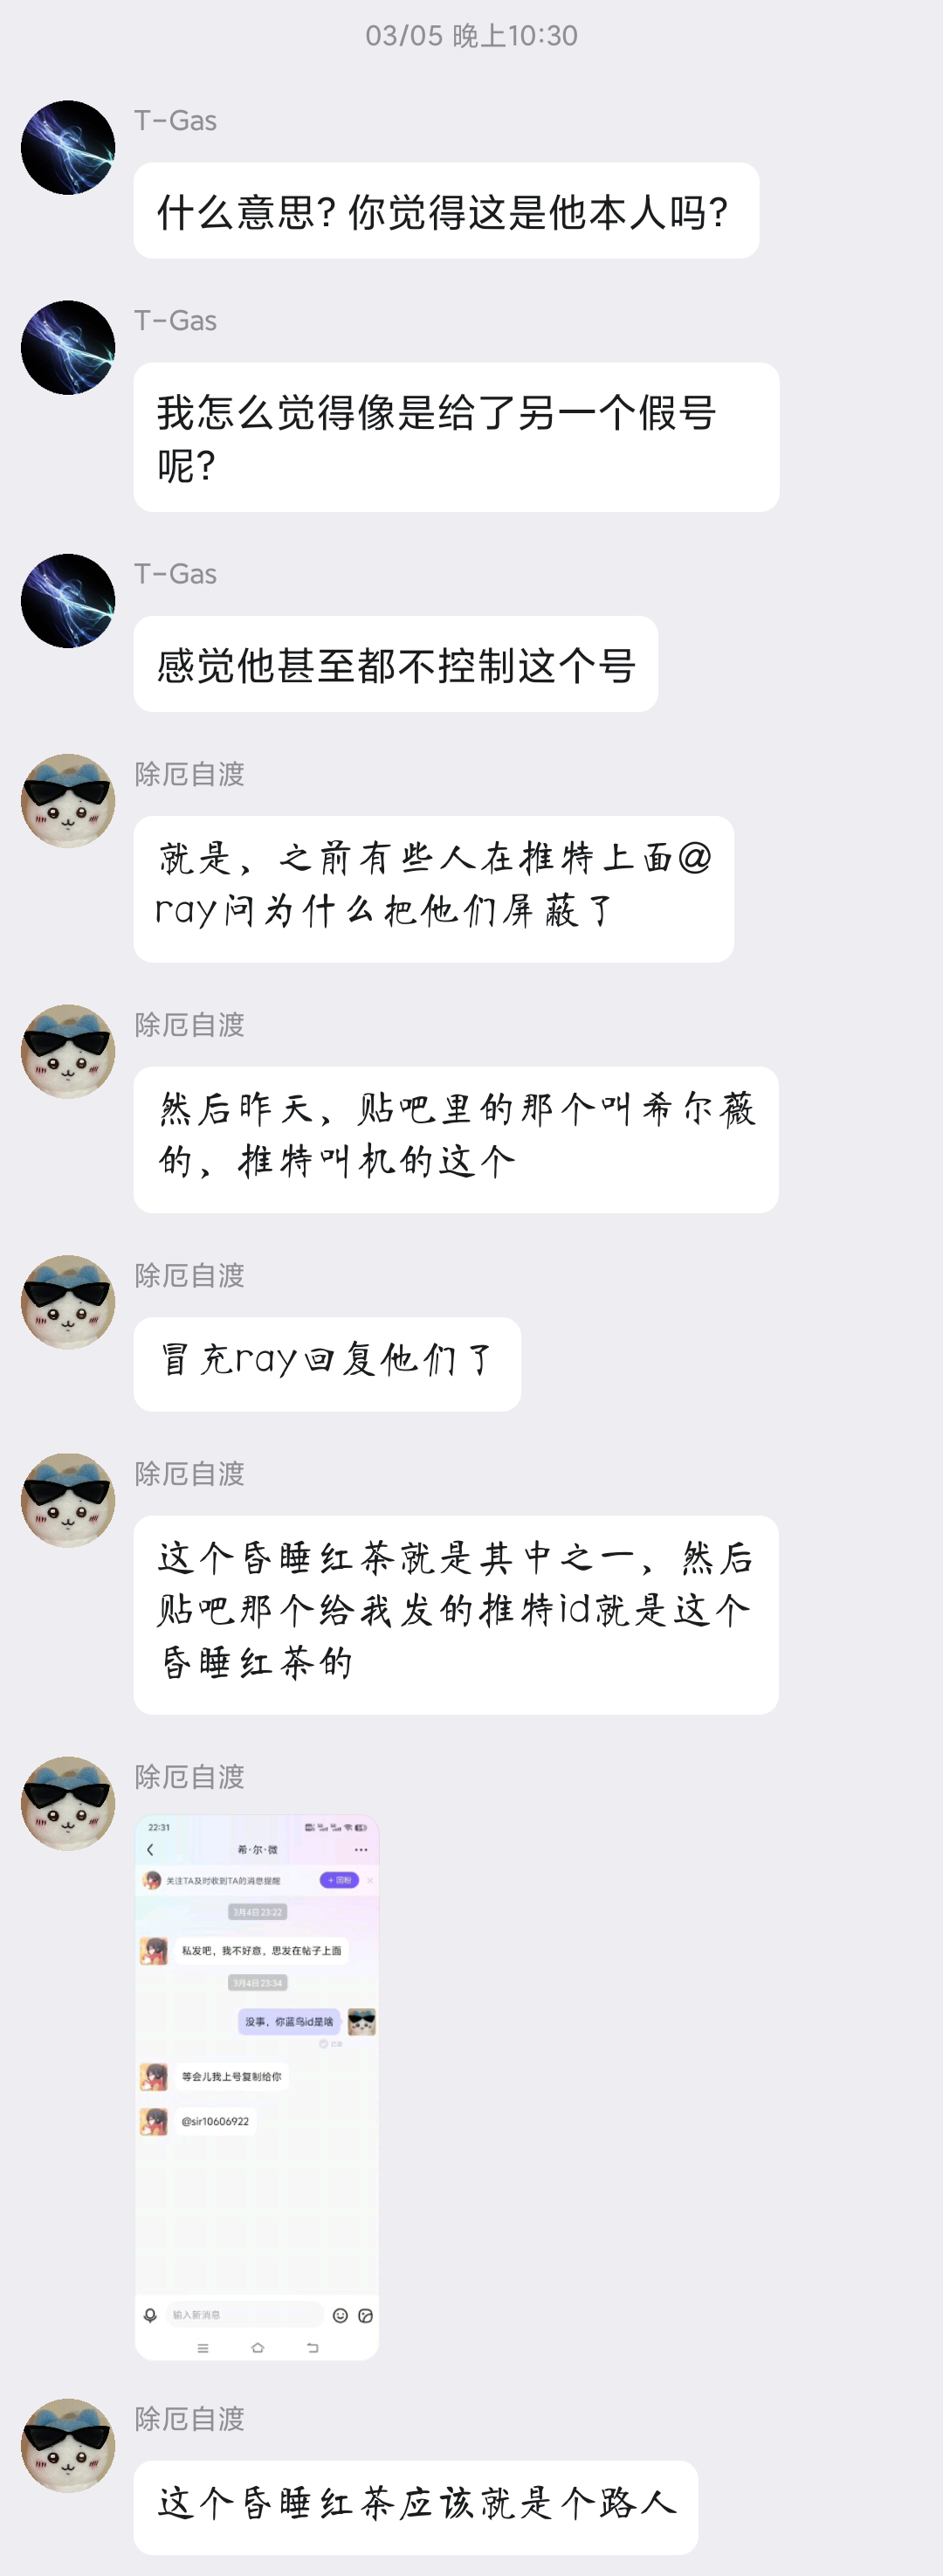 03/05 晚上10:30
T-Gas
什么意思? 你觉得这是他本人吗?
T-Gas
我怎么觉得像是给了另一个假号
呢?
T-Gas
感觉他甚至都不控制这个号
除厄自渡
就是，之前有些人在推特上面@
ray问为什么把他们屏蔽了
除厄自渡
然后昨天，贴吧里的那个叫希尔薇
的，推特叫机的这个
除厄自渡
冒充ray回复他们了
除厄自渡
这个昏睡红茶就是其中之一，然后
贴吧那个给我发的推特id就是这个
昏睡红茶的
除厄自渡
22:31
希·尔·微
关注TA及时收到TA的消息提醒
+ 回粉
3月4日 23:22
私发吧，我不好意，思发在帖子上面
3月4日 23:34
没事，你蓝鸟id是啥
等会儿我上号复制给你
@sir10606922
输入新消息
除厄自渡
这个昏睡红茶应该就是个路人